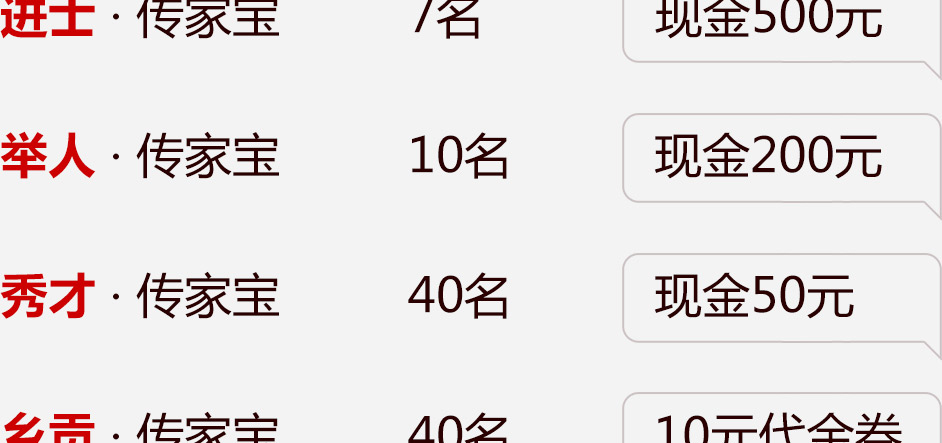 进士 · 传家宝 7名 现金500元
举人 · 传家宝 10名 现金200元
秀才 · 传家宝 40名 现金50元
乡贡 · 传家宝 40名 10元代金券